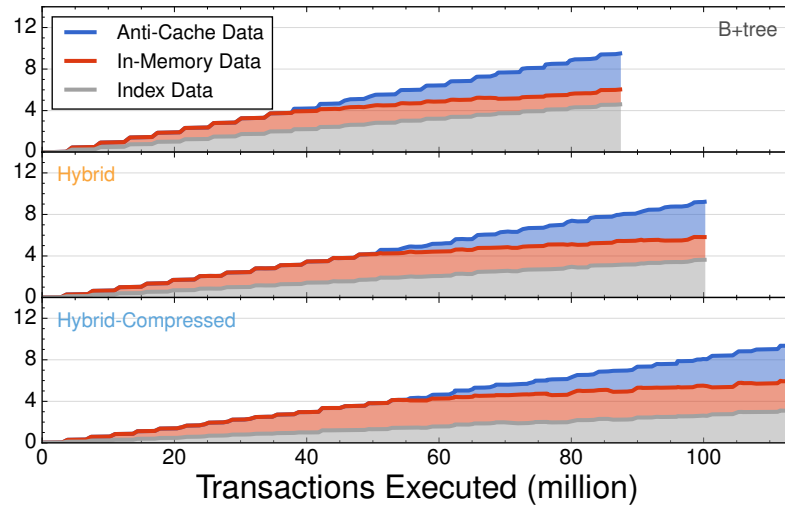 12
Anti-Cache Data
B+tree
In-Memory Data
8
Index Data
4
0
12
Hybrid
8
4
0
12
Hybrid-Compressed
8
4
0
0 20 40 60 80 100
Transactions Executed (million)